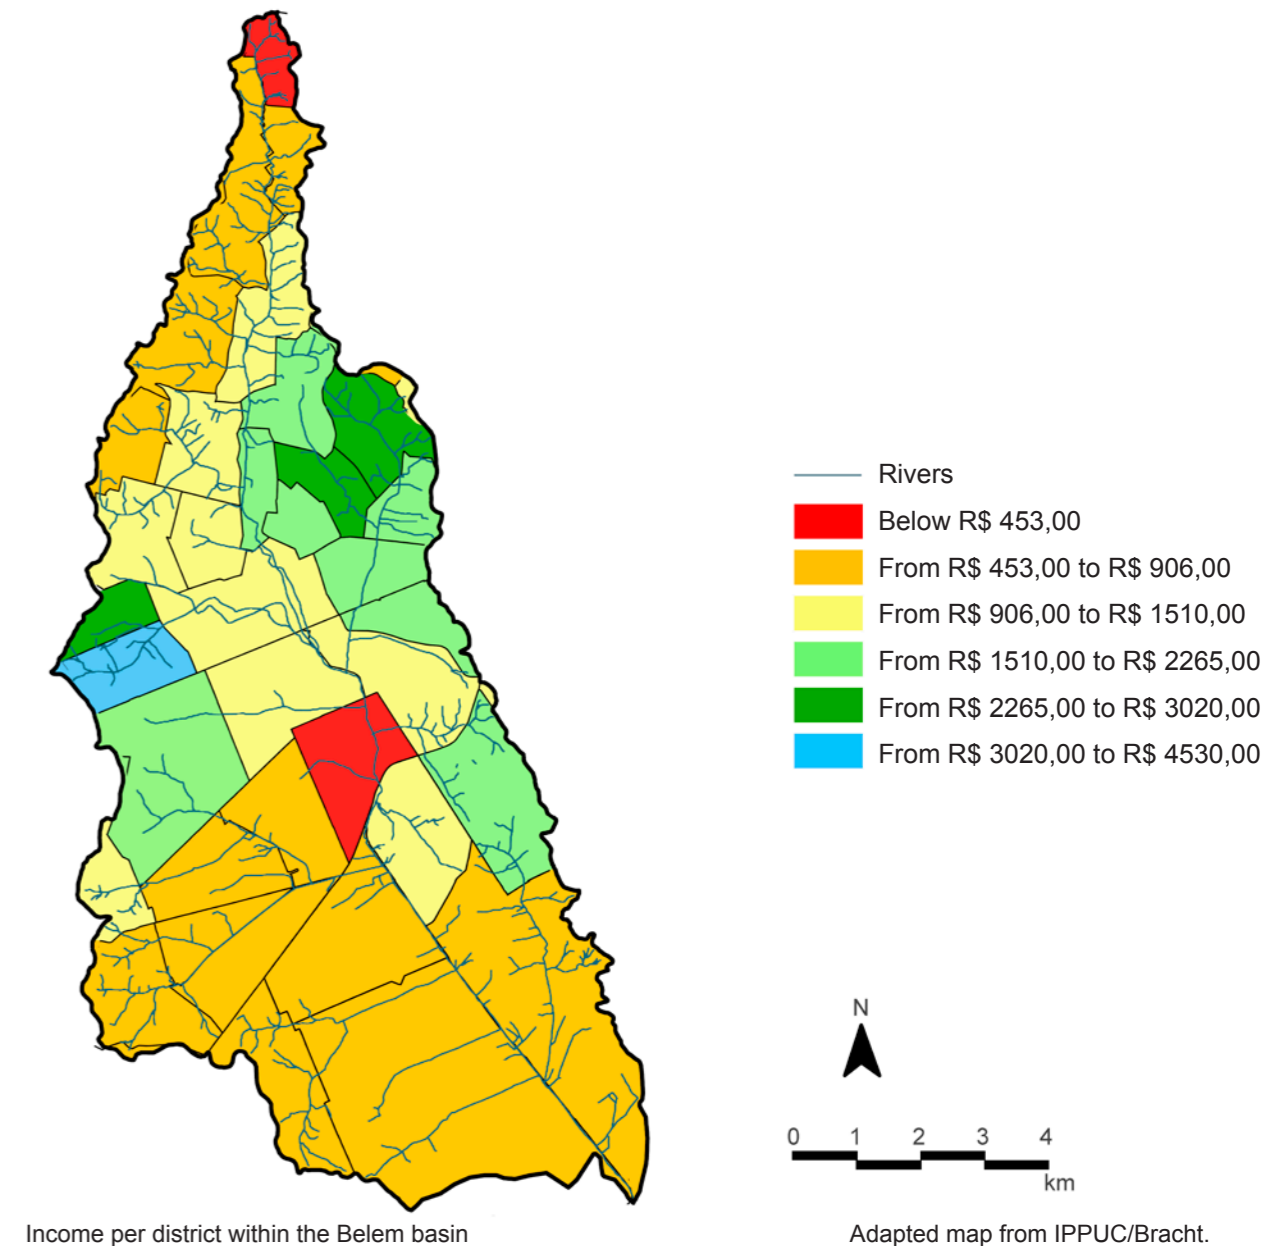 Rivers
Below R$ 453,00
From R$ 453,00 to R$ 906,00
From R$ 906,00 to R$ 1510,00
From R$ 1510,00 to R$ 2265,00
From R$ 2265,00 to R$ 3020,00
From R$ 3020,00 to R$ 4530,00
N
0 1 2 3 4
km
Income per district within the Belem basin
Adapted map from IPPUC/Bracht.